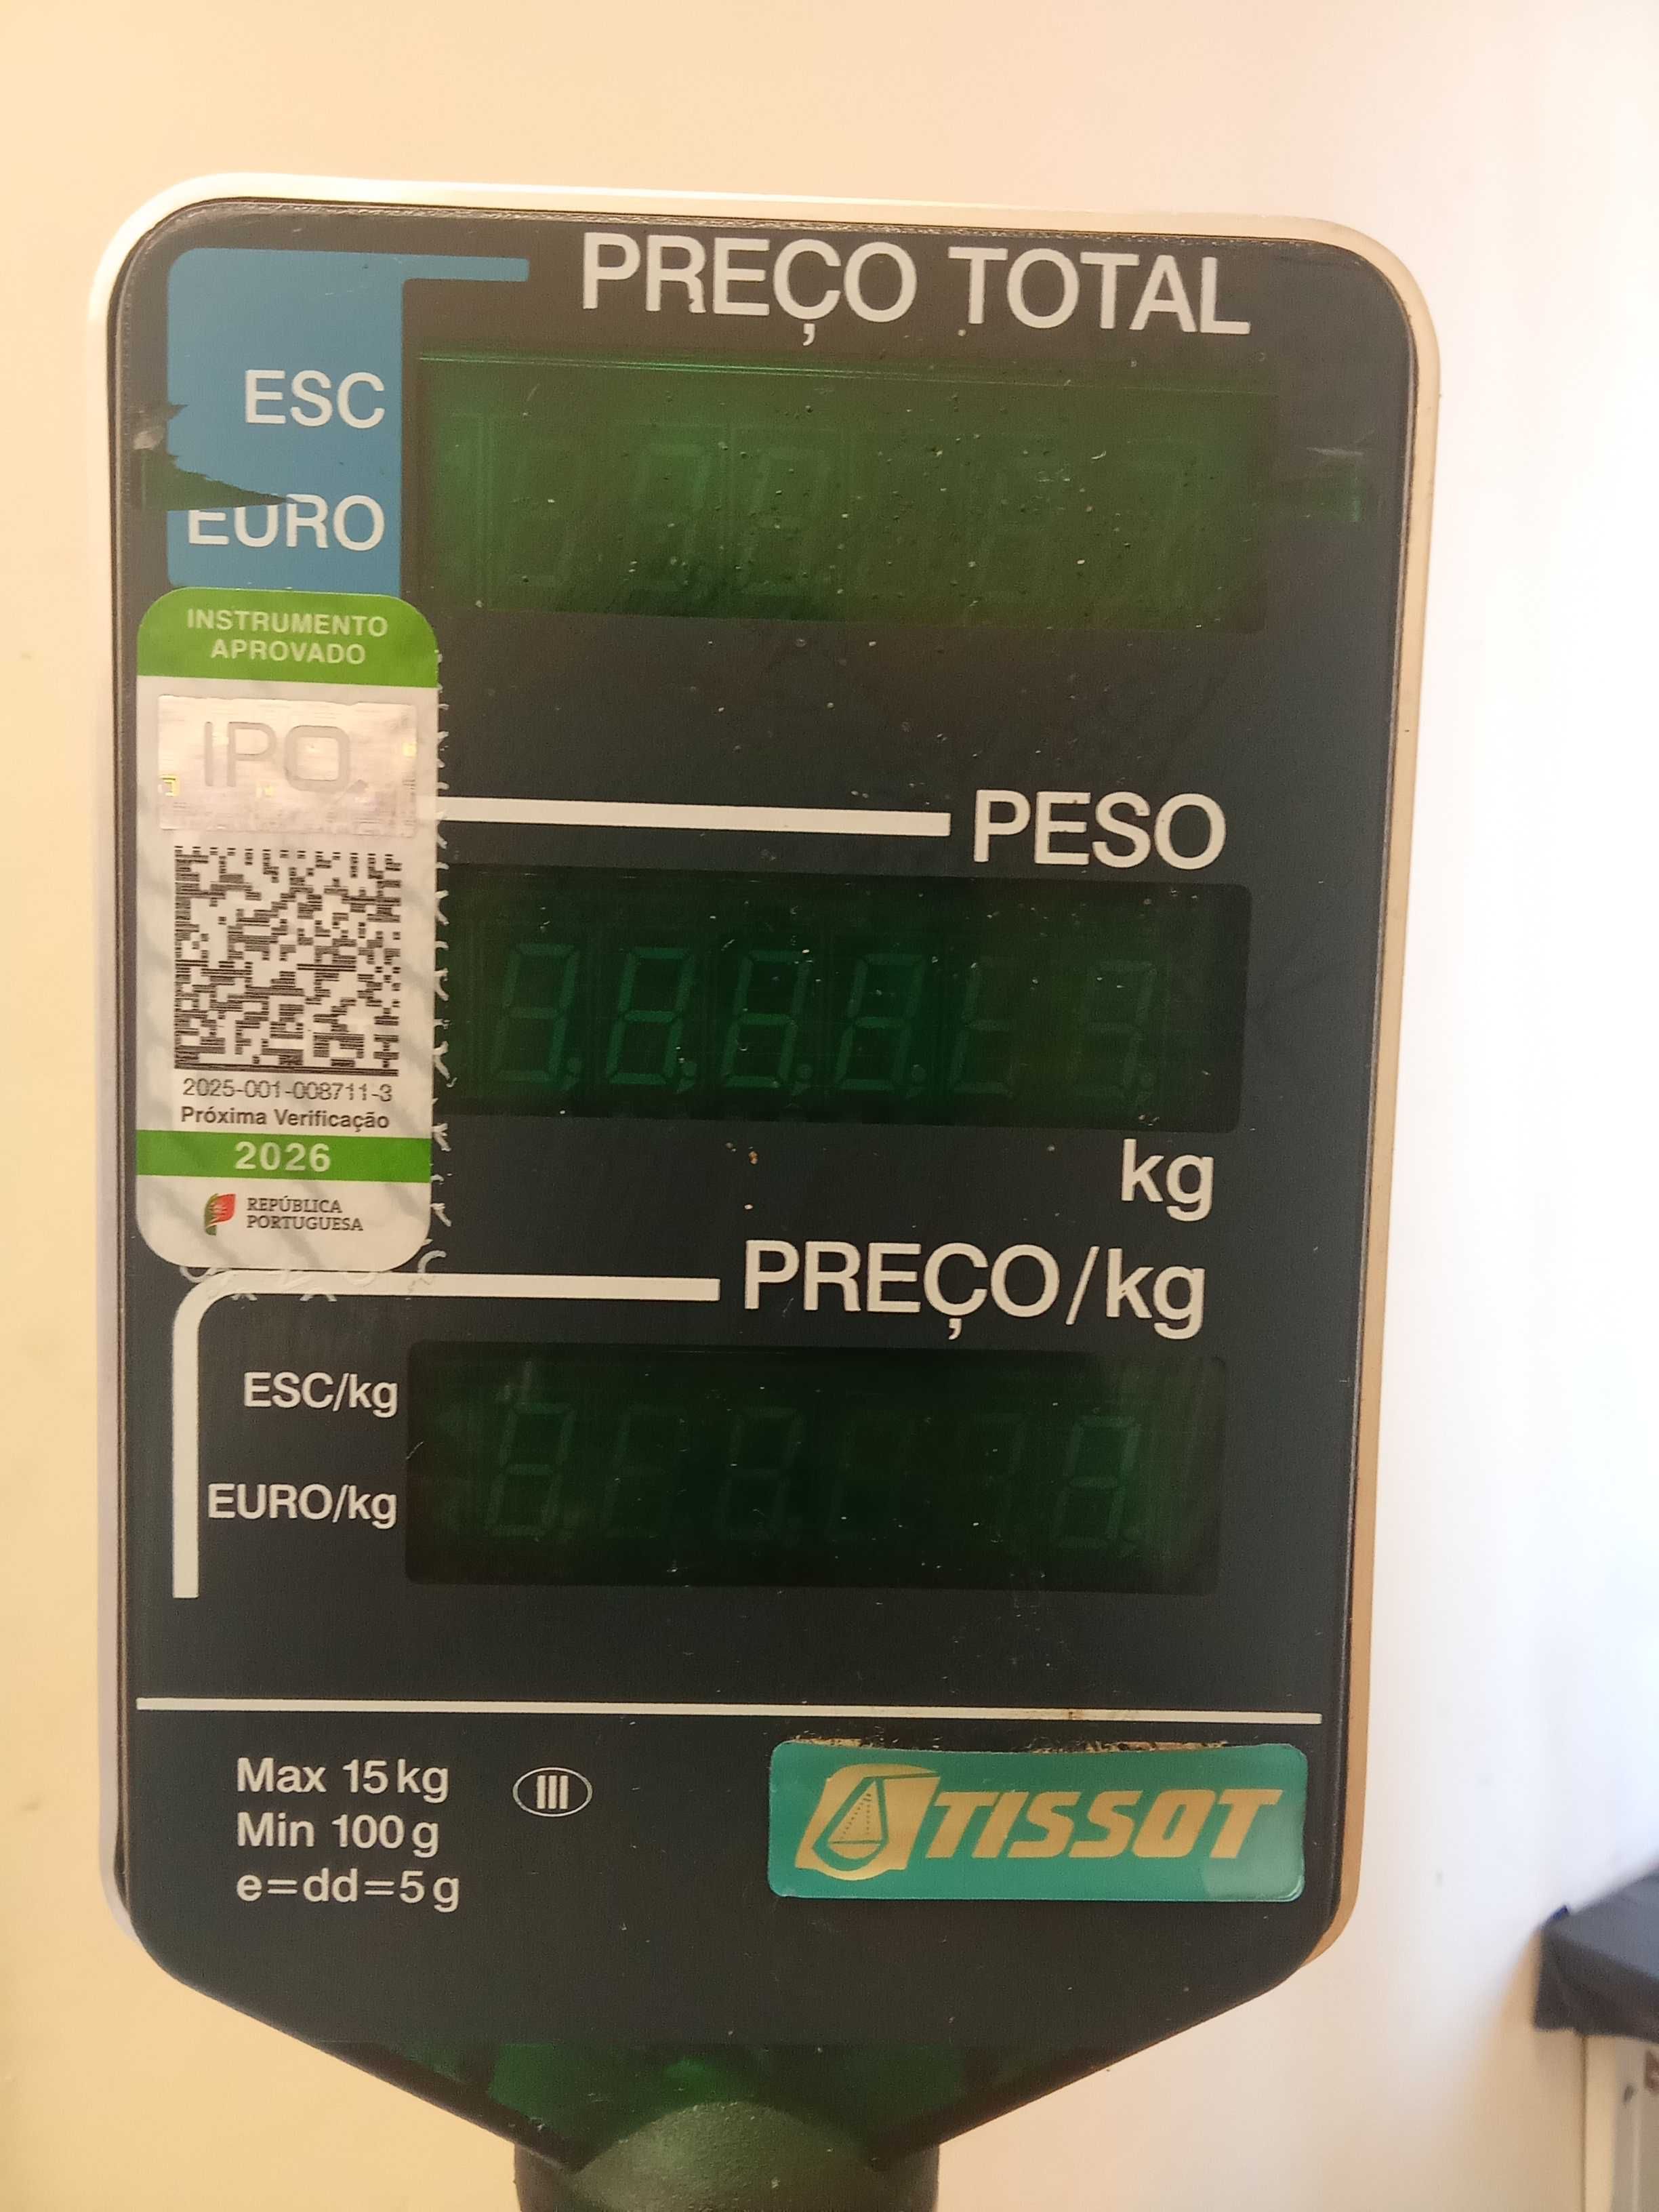 PREÇO TOTAL
ESC
EURO
INSTRUMENTO
APROVADO
IPQ
PESO
2025-001-008711-3
Próxima Verificação
2026
REPÚBLICA
PORTUGUESA
kg
PREÇO/kg
ESC/kg
EURO/kg
Max 15 kg
Min 100 g
e=dd=5 g
III
TISSOT